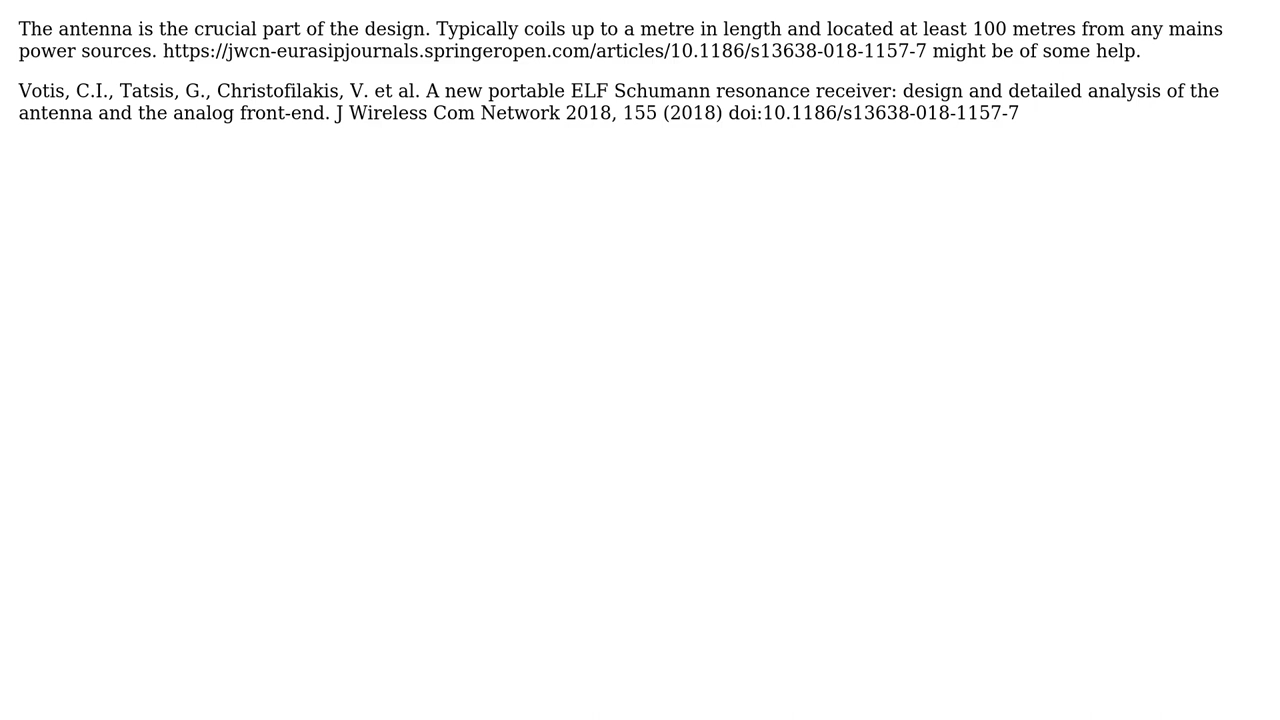 The antenna is the crucial part of the design. Typically coils up to a metre in length and located at least 100 metres from any mains
power sources. https://jwcn-eurasipjournals.springeropen.com/articles/10.1186/s13638-018-1157-7 might be of some help.
Votis, C.I., Tatsis, G., Christofilakis, V. et al. A new portable ELF Schumann resonance receiver: design and detailed analysis of the
antenna and the analog front-end. J Wireless Com Network 2018, 155 (2018) doi:10.1186/s13638-018-1157-7